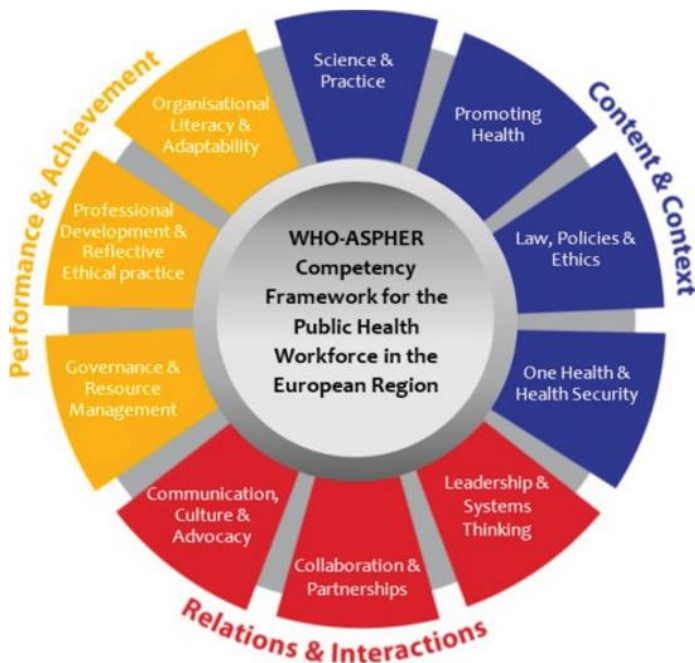 WHO-ASPHER
Competency
Framework for the
Public Health
Workforce in the
European Region
Content & Context
Science &
Practice
Promoting
Health
Law, Policies &
Ethics
One Health &
Health Security
Relations & Interactions
Leadership &
Systems
Thinking
Collaboration &
Partnerships
Communication,
Culture &
Advocacy
Performance & Achievement
Governance &
Resource
Management
Professional
Development &
Reflective
Ethical practice
Organisational
Literacy &
Adaptability